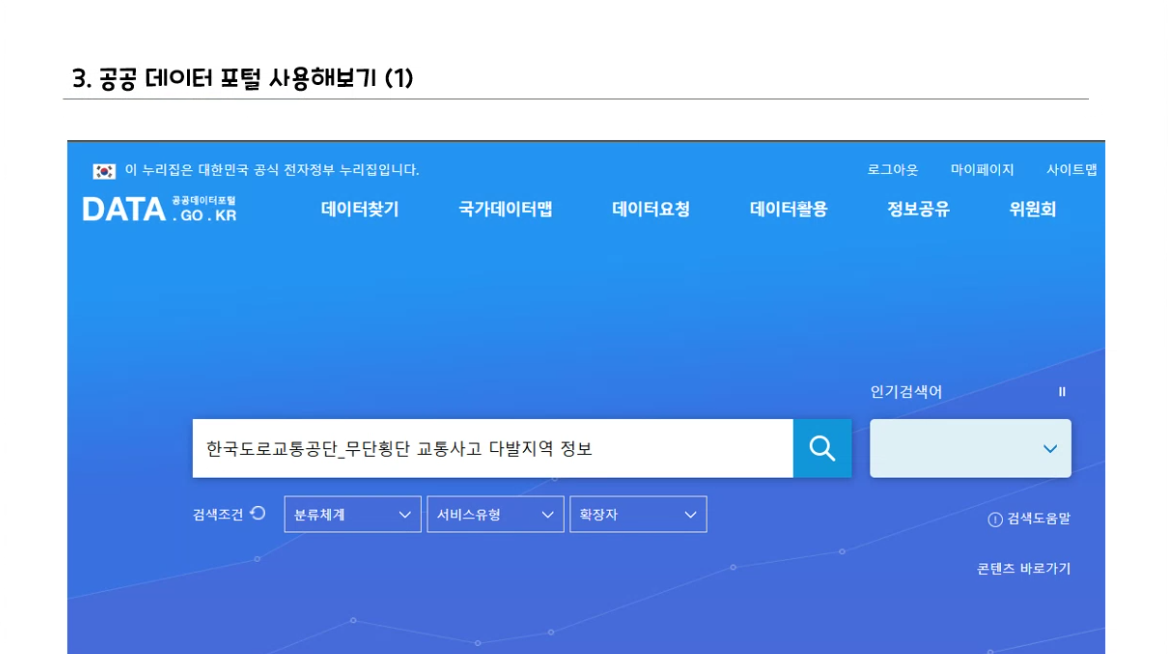 3. 공공 데이터 포털 사용해보기 (1)
이 누리집은 대한민국 공식 전자정부 누리집입니다.
로그아웃 마이페이지 사이트맵
DATA 공공데이터포털 .GO.KR
데이터찾기 국가데이터맵 데이터요청 데이터활용 정보공유 위원회
인기검색어
한국도로교통공단_무단횡단 교통사고 다발지역 정보
검색조건 분류체계 서비스유형 확장자
검색도움말
콘텐츠 바로가기